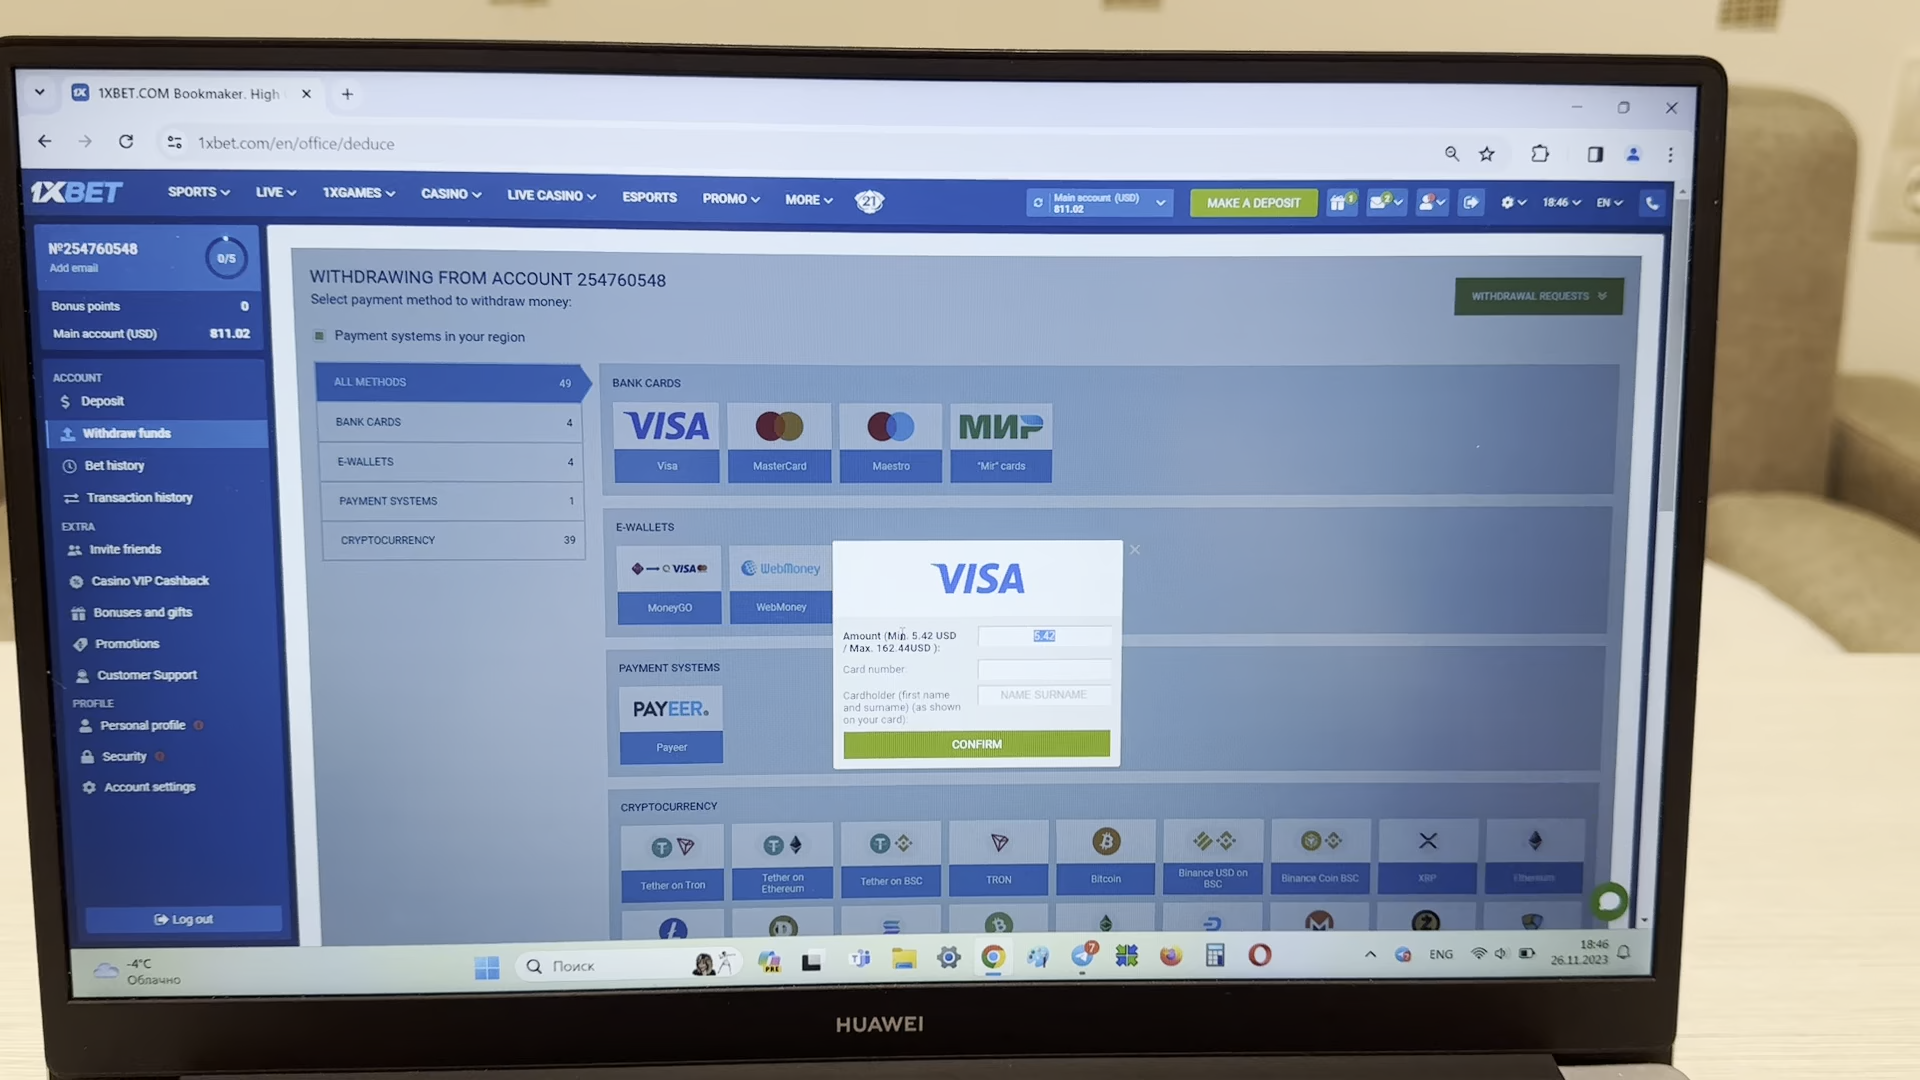 1XBET.COM Bookmaker. High
1xbet.com/en/office/deduce
1XBET
SPORTS
LIVE
1XGAMES
CASINO
LIVE CASINO
ESPORTS
PROMO
MORE
21
Main account (USD)
811.02
MAKE A DEPOSIT
1
2
18:46
EN
№254760548
Add email
0/5
Bonus points 0
Main account (USD) 811.02
ACCOUNT
$ Deposit
Withdraw funds
Bet history
Transaction history
EXTRA
Invite friends
Casino VIP Cashback
Bonuses and gifts
Promotions
Customer Support
PROFILE
Personal profile
Security
Account settings
Log out
WITHDRAWING FROM ACCOUNT 254760548
Select payment method to withdraw money:
WITHDRAWAL REQUESTS
Payment systems in your region
ALL METHODS 49
BANK CARDS 4
E-WALLETS 4
PAYMENT SYSTEMS 1
CRYPTOCURRENCY 39
BANK CARDS
VISA
МИР
Visa
MasterCard
Maestro
"Mir" cards
E-WALLETS
VISA
WebMoney
MoneyGO
WebMoney
PAYMENT SYSTEMS
PAYEER
Payeer
VISA
Amount (Min. 5.42 USD
/ Max. 162.44USD ):
5.42
Card number:
Cardholder (first name
and surname) (as shown
on your card):
NAME SURNAME
CONFIRM
CRYPTOCURRENCY
Tether on Tron
Tether on
Ethereum
Tether on BSC
TRON
Bitcoin
Binance USD on
BSC
Binance Coin BSC
XRP
Ethereum
-4°C
Облачно
Поиск
PRE
7
ENG
18:46
26.11.2023
HUAWEI